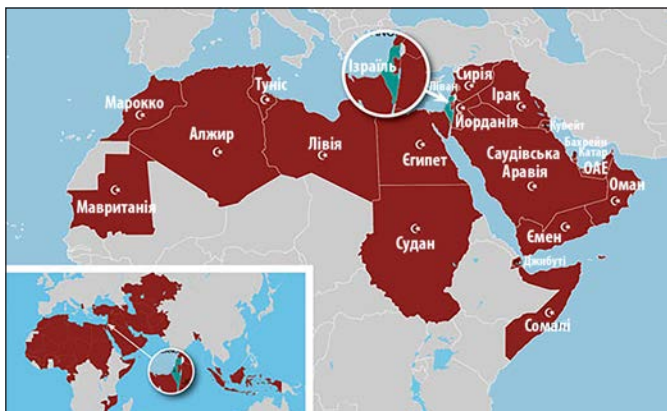 Ізраїль
Туніс
Марокко
Сирія
Ліван
Ірак
Йорданія
Алжир
Лівія
Єгипет
Кувейт
Бахрейн
Катар
ОАЕ
Саудівська
Аравія
Оман
Мавританія
Судан
Ємен
Джибуті
Сомалі